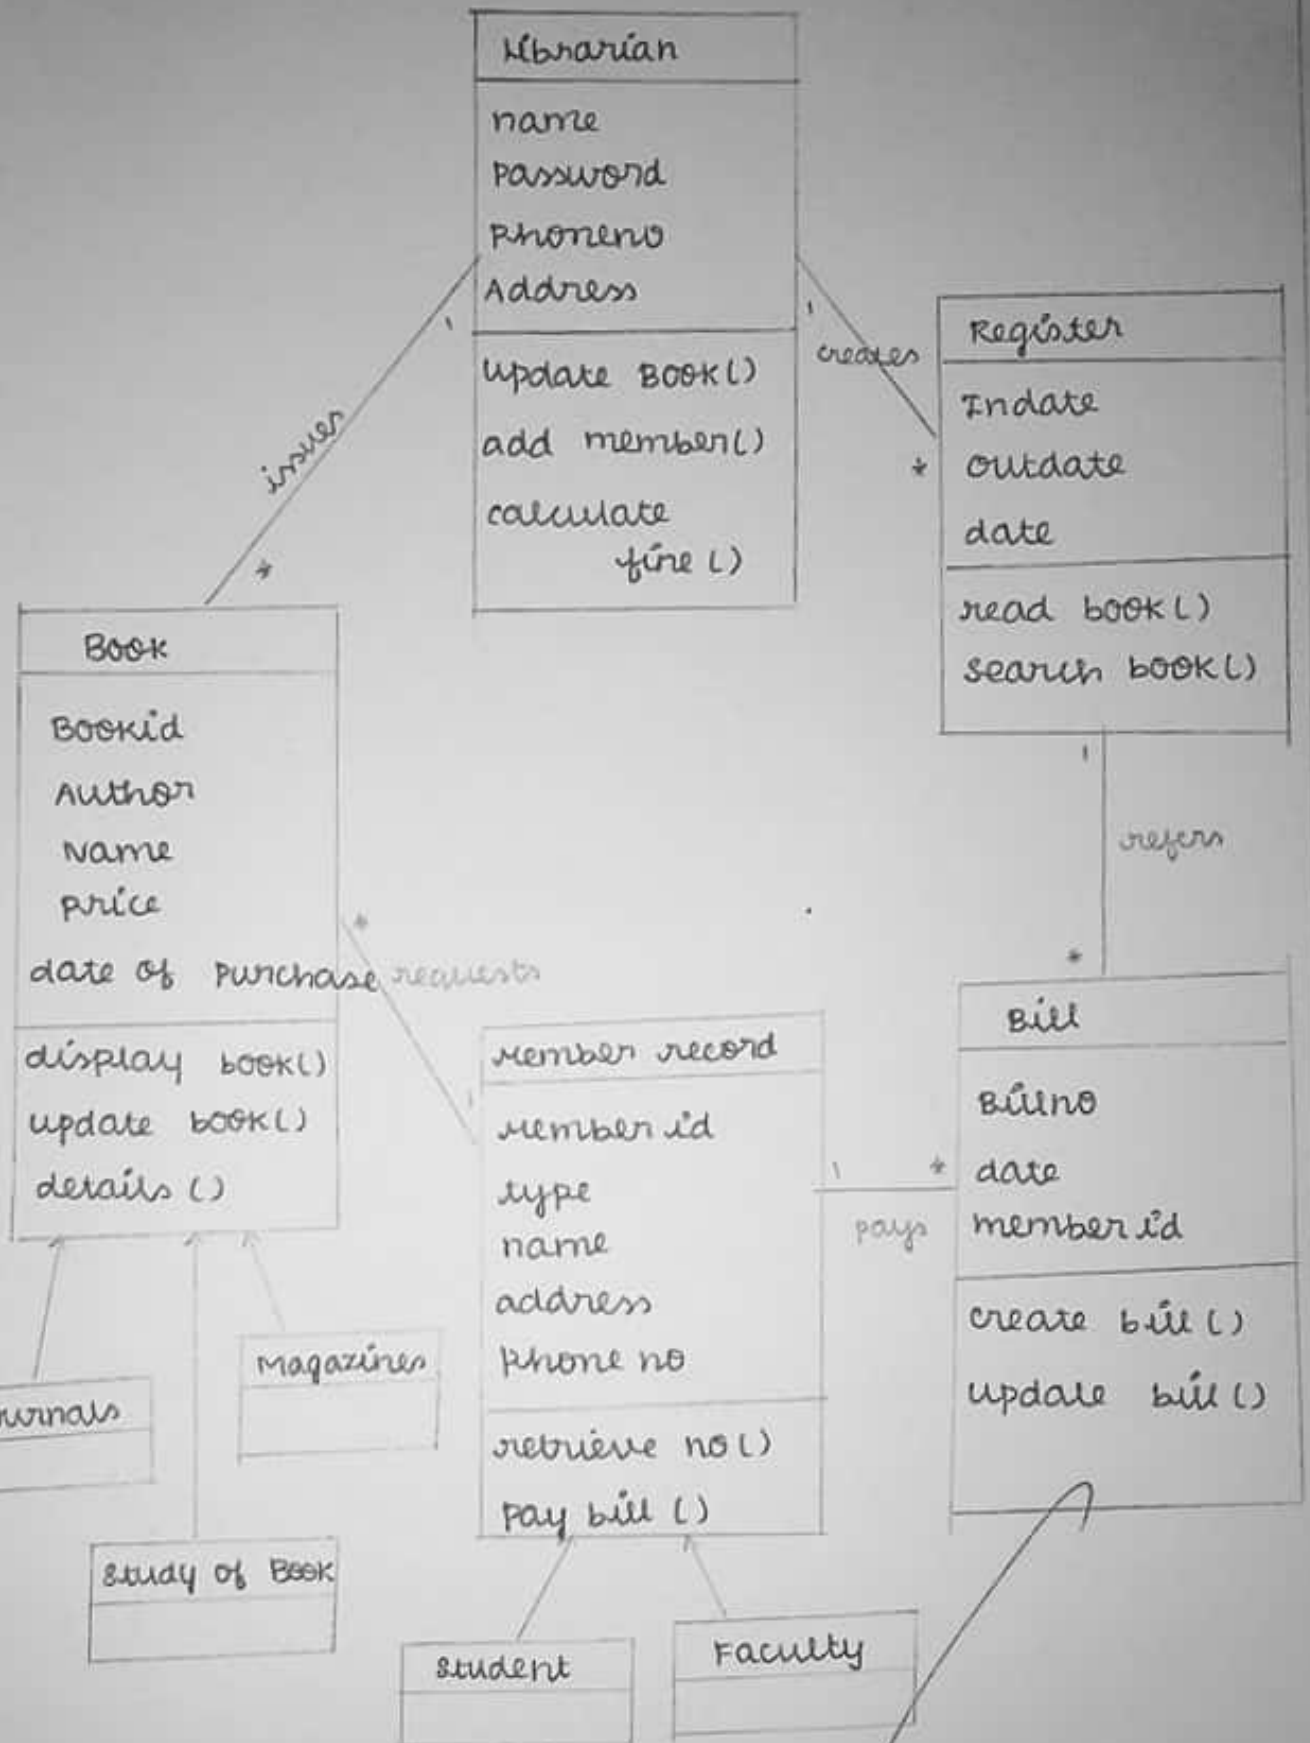 Librarian
name
Password
Phoneno
Address
update Book()
add member()
calculate
fine()
issues
1
*
1
creates
*
Register
Indate
outdate
date
read book()
search book()
1
refers
*
Book
Bookid
Author
Name
Price
date of Purchase
display book()
update book()
details()
*
requests
1
Member record
Member id
type
name
address
Phone no
retrieve no()
Pay bill()
1
*
pays
Bill
Billno
date
member id
create bill()
update bill()
urnals
Magazines
Study of Book
Student
Faculty